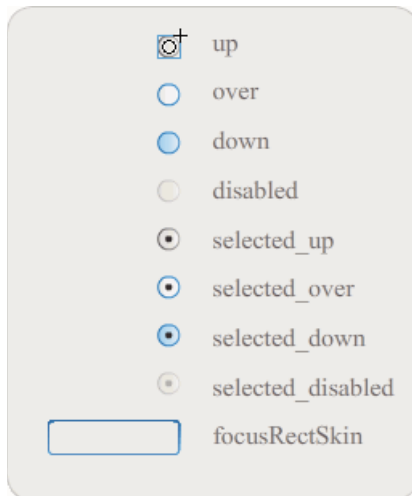 up
over
down
disabled
selected_up
selected_over
selected_down
selected_disabled
focusRectSkin